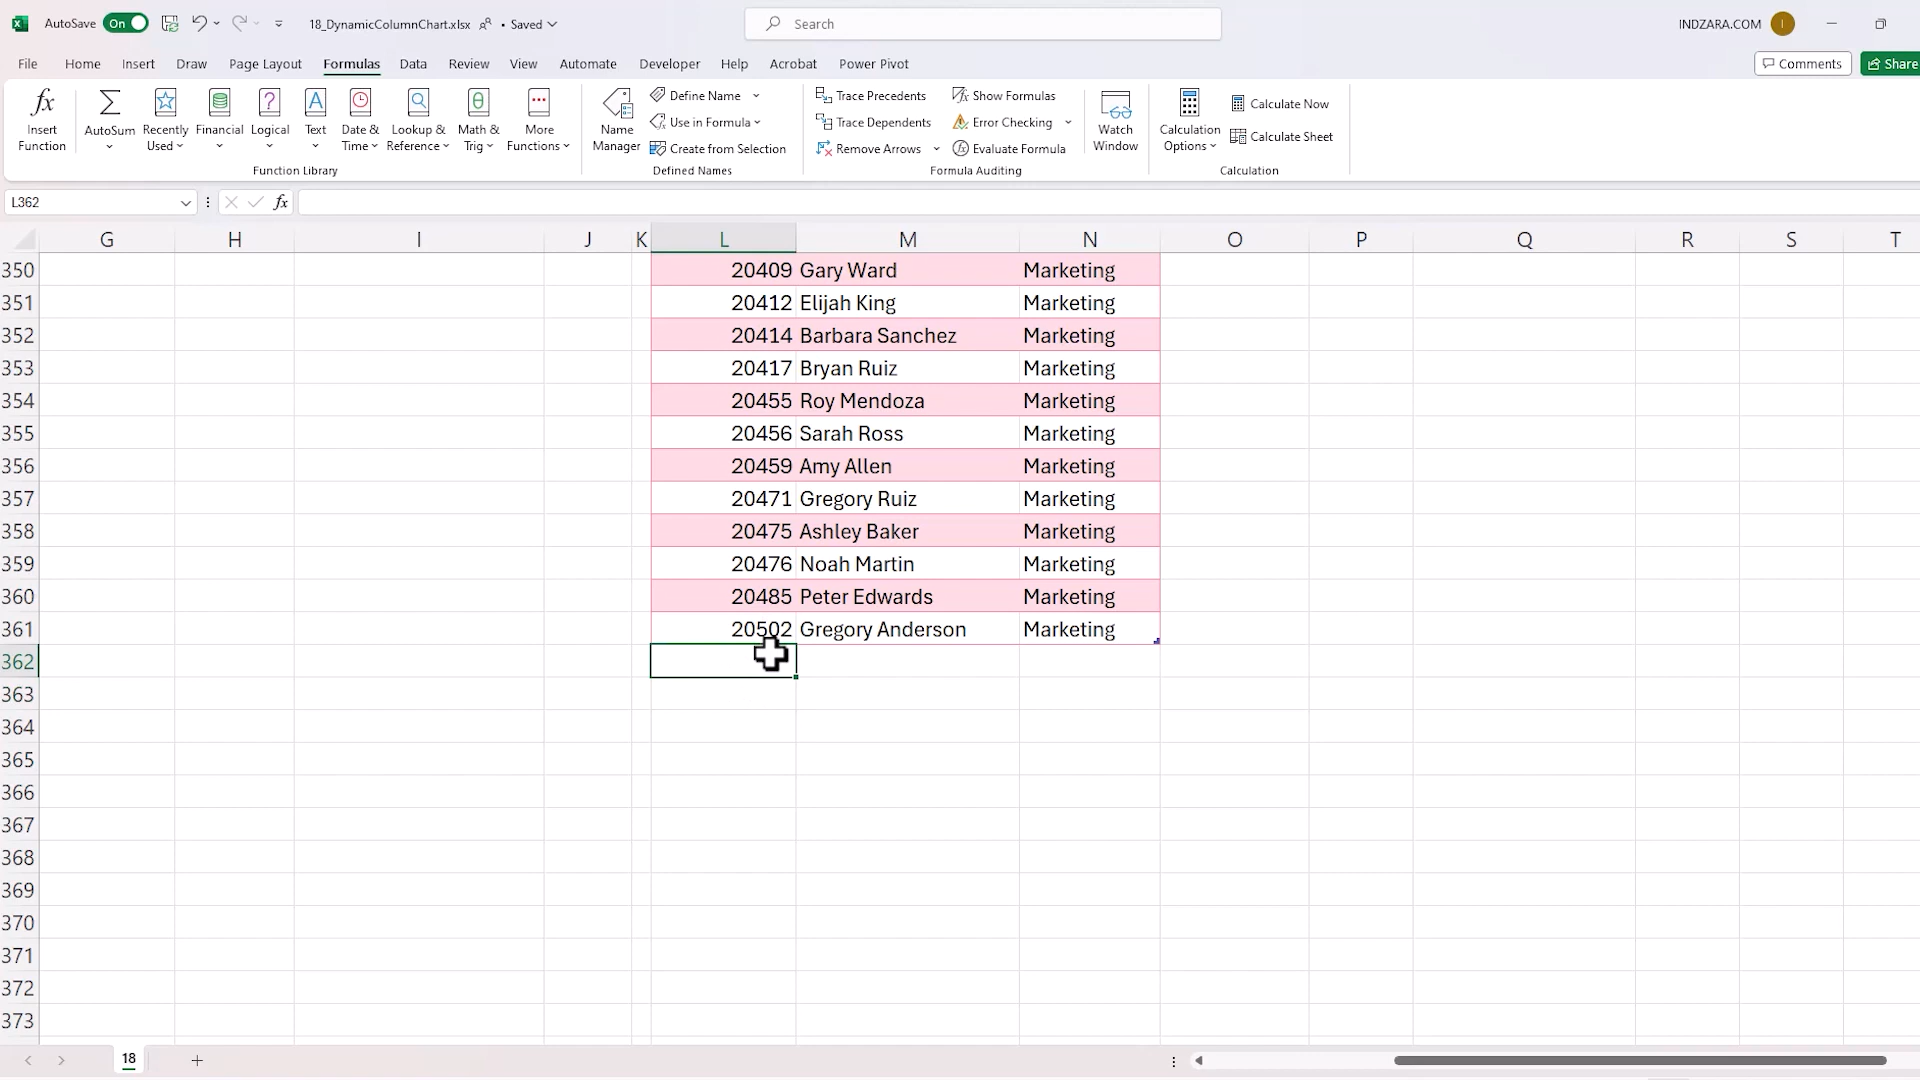 AutoSave On 18_DynamicColumnChart.xlsx • Saved Search INDZARA.COM I
File Home Insert Draw Page Layout Formulas Data Review View Automate Developer Help Acrobat Power Pivot Comments Share
Insert Function AutoSum Recently Used Financial Logical Text Date & Time Lookup & Reference Math & Trig More Functions
Function Library
Name Manager Define Name Use in Formula Create from Selection
Defined Names
Trace Precedents Trace Dependents Remove Arrows Show Formulas Error Checking Evaluate Formula Watch Window
Formula Auditing
Calculation Options Calculate Now Calculate Sheet
Calculation
L362 fx
G H I J K L M N O P Q R S T
350 20409 Gary Ward Marketing
351 20412 Elijah King Marketing
352 20414 Barbara Sanchez Marketing
353 20417 Bryan Ruiz Marketing
354 20455 Roy Mendoza Marketing
355 20456 Sarah Ross Marketing
356 20459 Amy Allen Marketing
357 20471 Gregory Ruiz Marketing
358 20475 Ashley Baker Marketing
359 20476 Noah Martin Marketing
360 20485 Peter Edwards Marketing
361 20502 Gregory Anderson Marketing
362
363
364
365
366
367
368
369
370
371
372
373
18